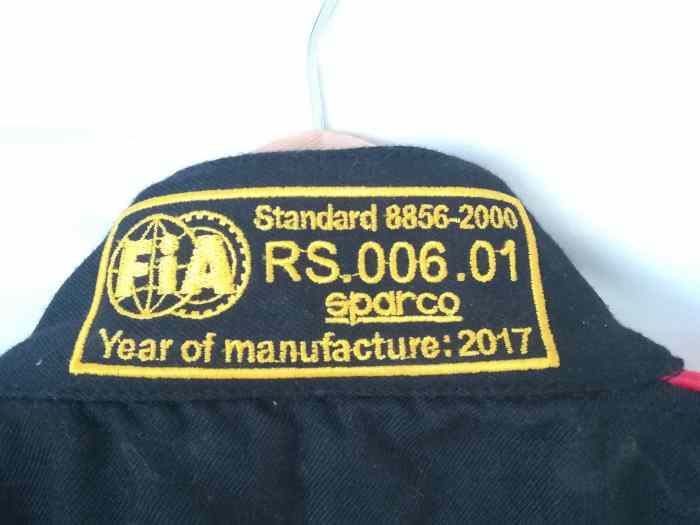 FiA
Standard 8856-2000
RS.006.01
sparco
Year of manufacture: 2017